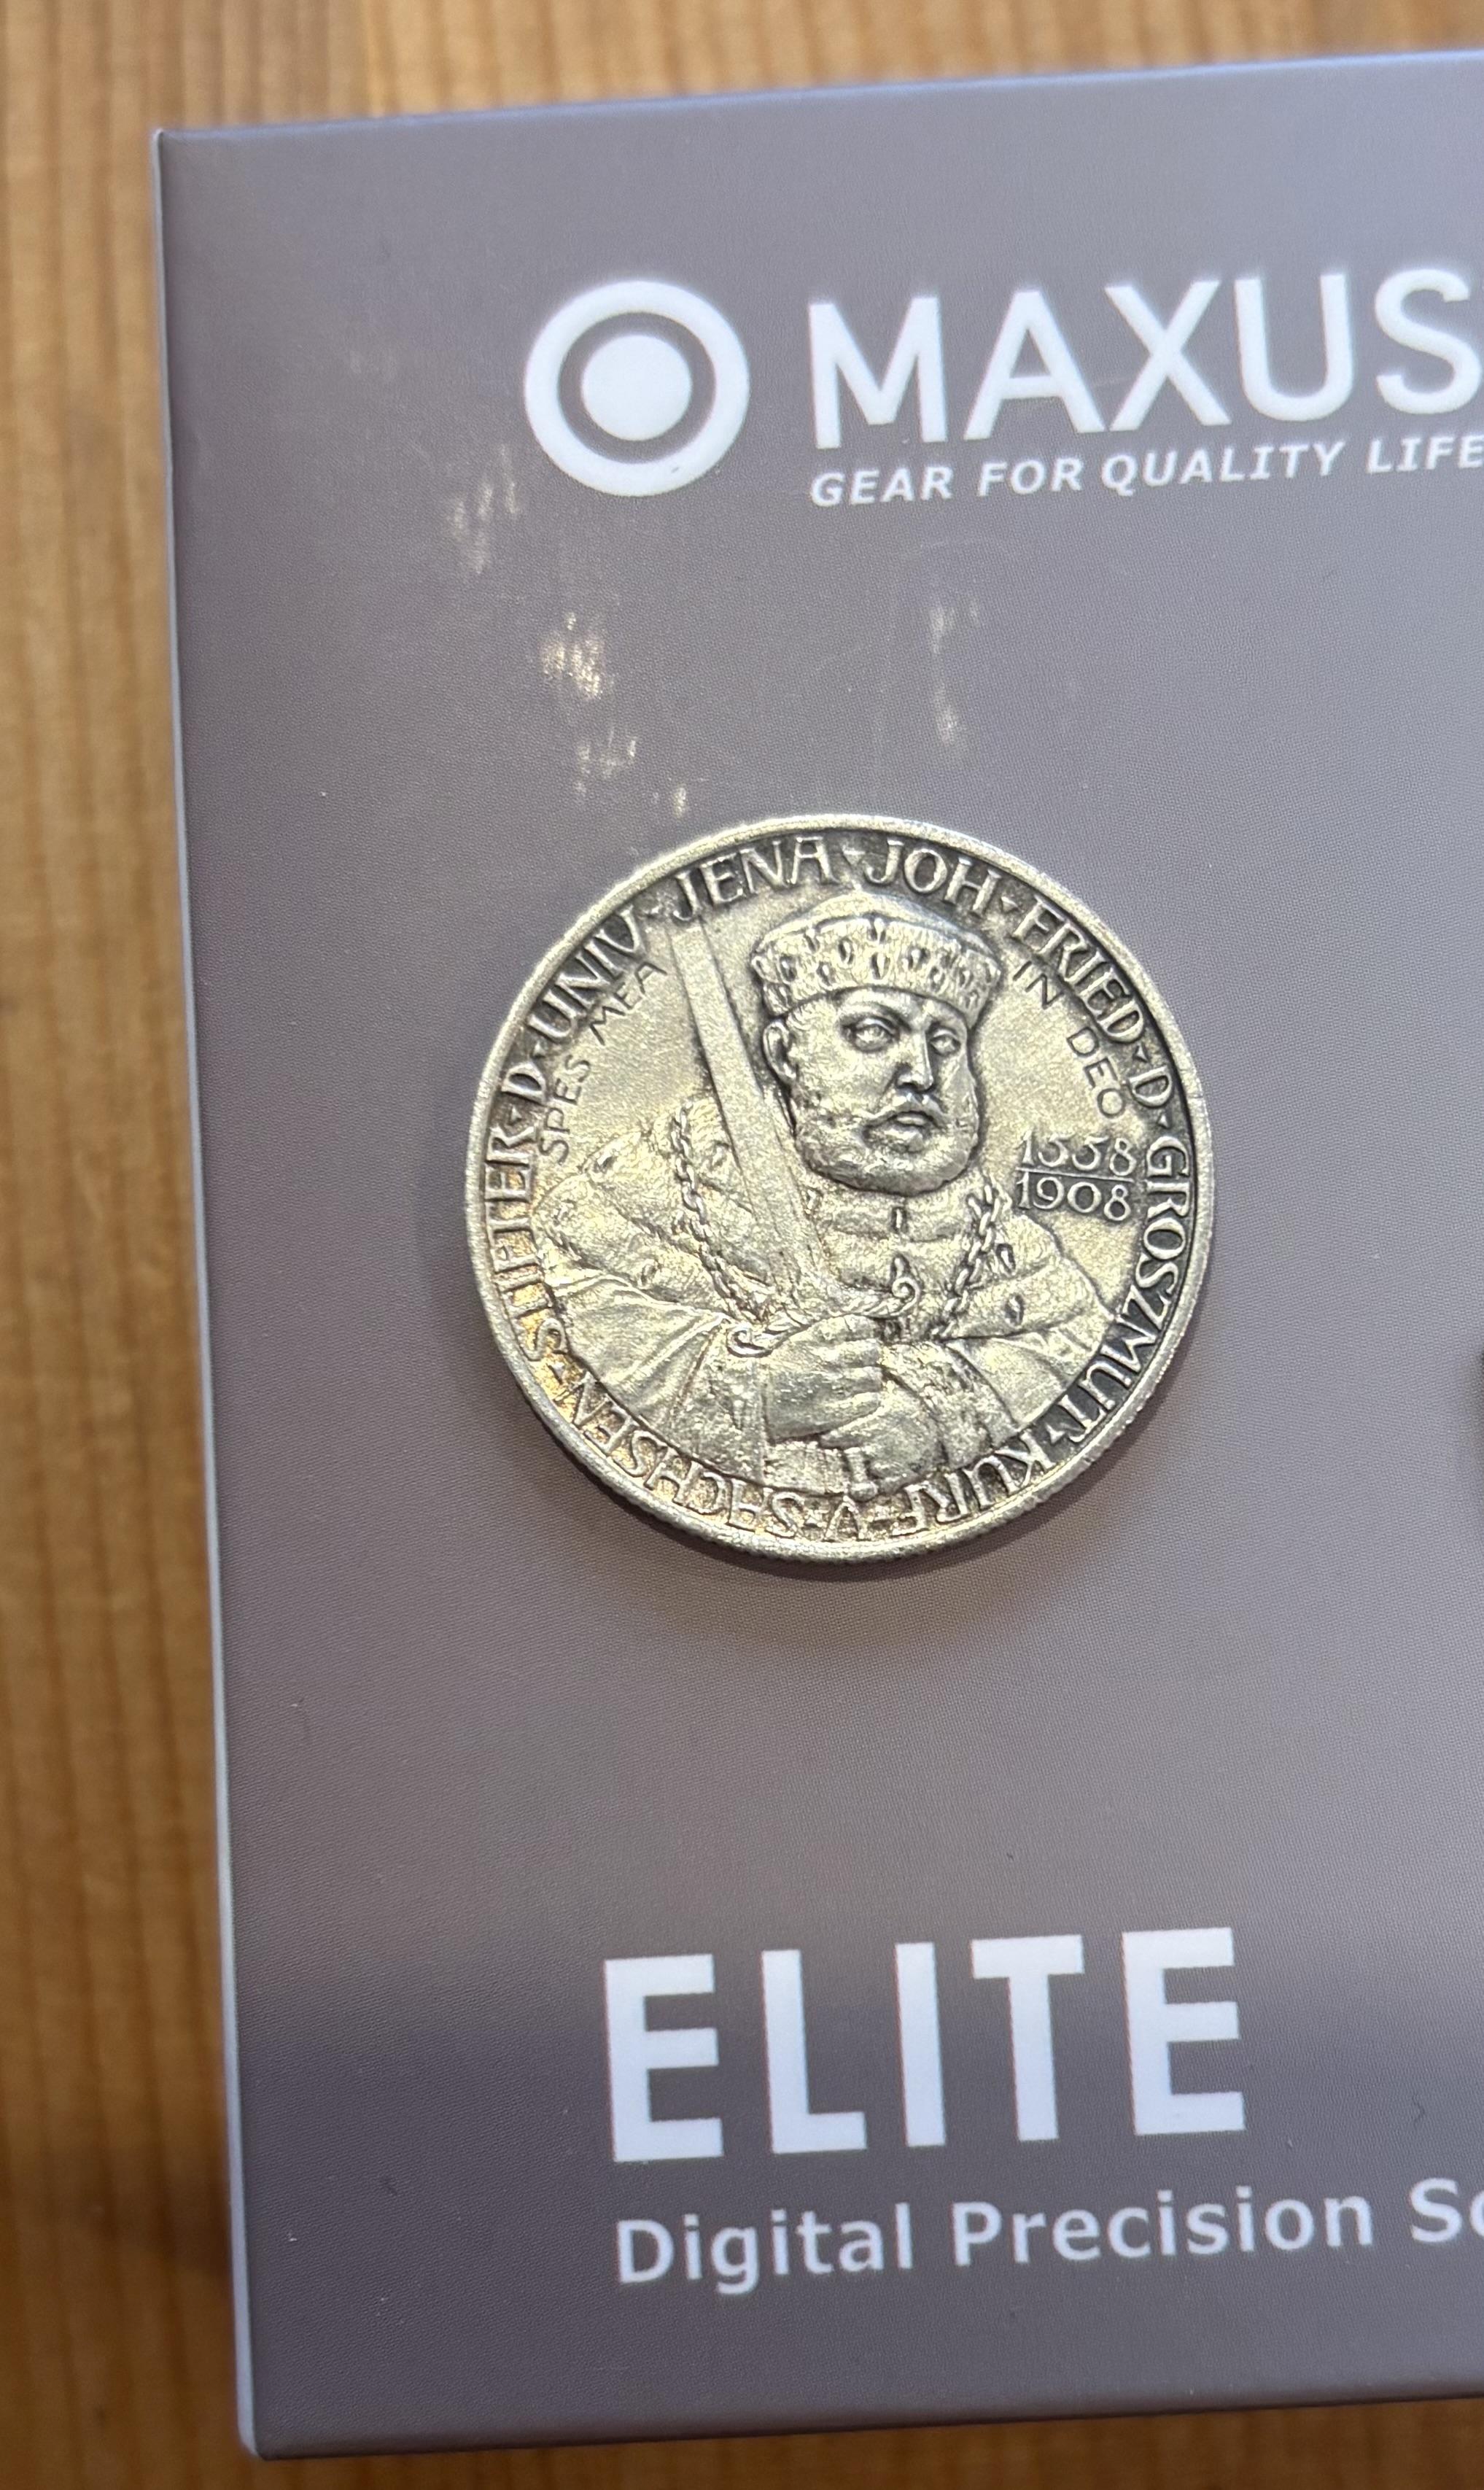 MAXUS
GEAR FOR QUALITY LIFE
JOH ▾ FRIED ▾ D ▾ GROSZMUT ▾ KURF ▾ V ▾ SACHSEN ▾ STIFTER ▾ D ▾ UNIV ▾ JENA ▾
SPES MEA IN DEO
1558
1908
ELITE
Digital Precision